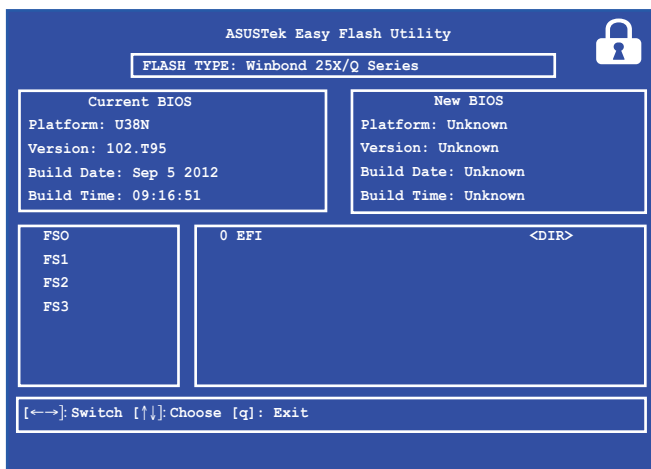 ASUSTek Easy Flash Utility
FLASH TYPE: Winbond 25X/Q Series
Current BIOS
Platform: U38N
Version: 102.T95
Build Date: Sep 5 2012
Build Time: 09:16:51
New BIOS
Platform: Unknown
Version: Unknown
Build Date: Unknown
Build Time: Unknown
FSO
FS1
FS2
FS3
0 EFI <DIR>
[←→]: Switch [↑↓]: Choose [q]: Exit